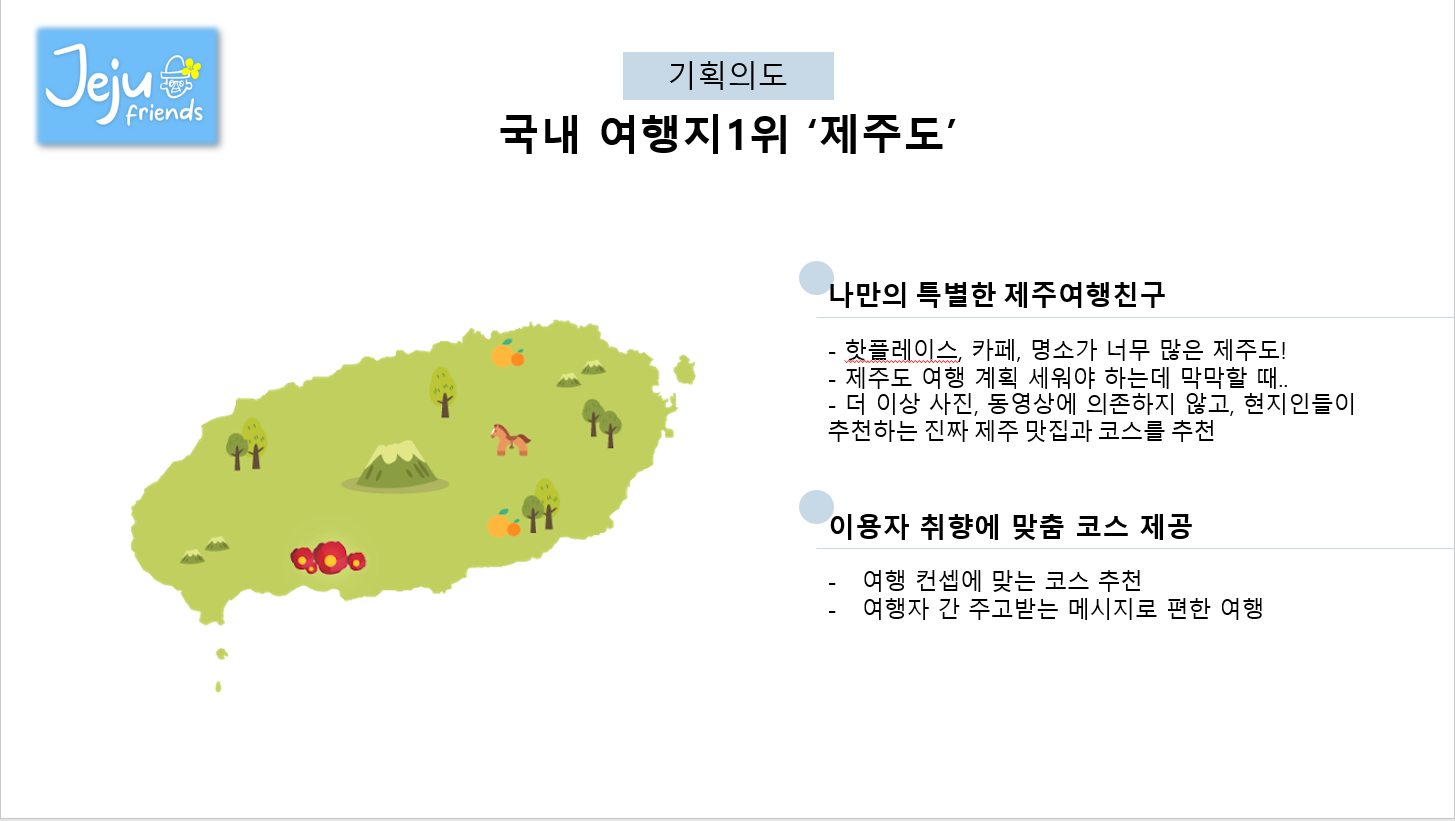 Jeju
friends
기획의도
국내 여행지1위 ‘제주도’
나만의 특별한 제주여행친구
- 핫플레이스, 카페, 명소가 너무 많은 제주도!
- 제주도 여행 계획 세워야 하는데 막막할 때..
- 더 이상 사진, 동영상에 의존하지 않고, 현지인들이
추천하는 진짜 제주 맛집과 코스를 추천
이용자 취향에 맞춤 코스 제공
- 여행 컨셉에 맞는 코스 추천
- 여행자 간 주고받는 메시지로 편한 여행